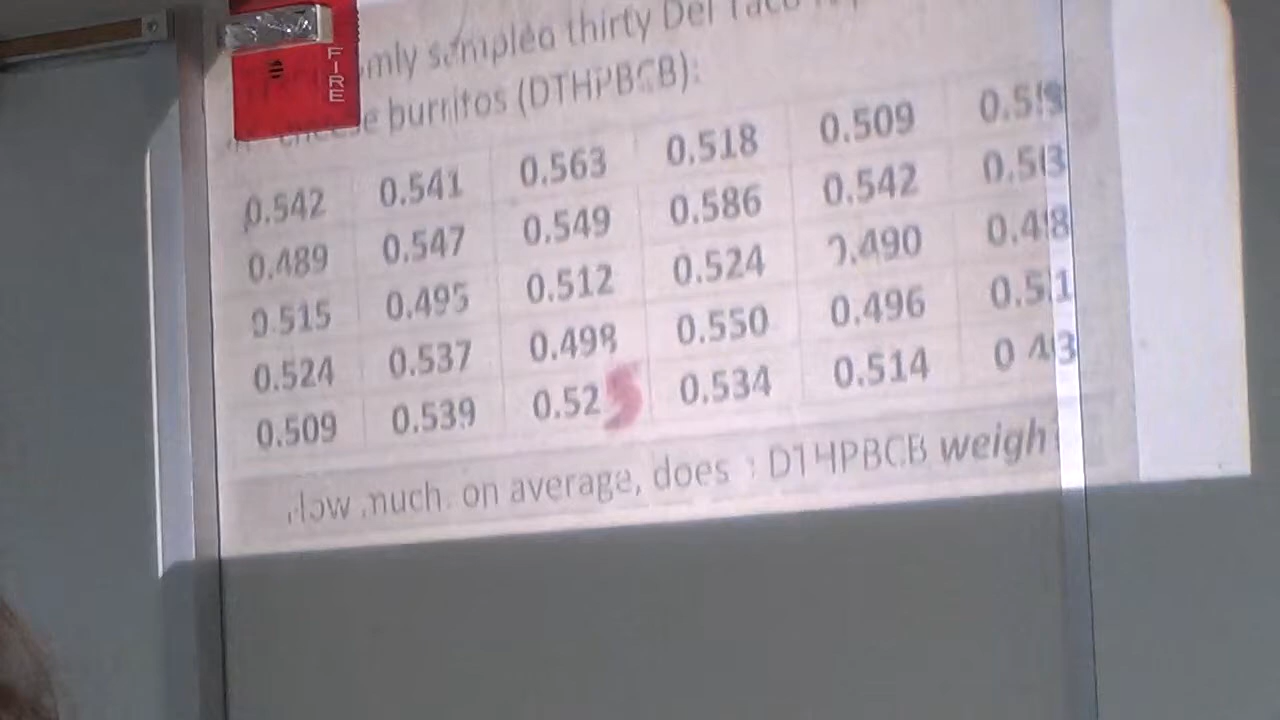 FIRE
thirty Del Taco
burritos (DTHPBCB):
0.542 0.541 0.563 0.518 0.509
0.489 0.547 0.549 0.586 0.542
0.515 0.495 0.512 0.524 0.490
0.524 0.537 0.498 0.550 0.496
0.509 0.539 0.525 0.534 0.514
on average, does DTHPBCB weigh